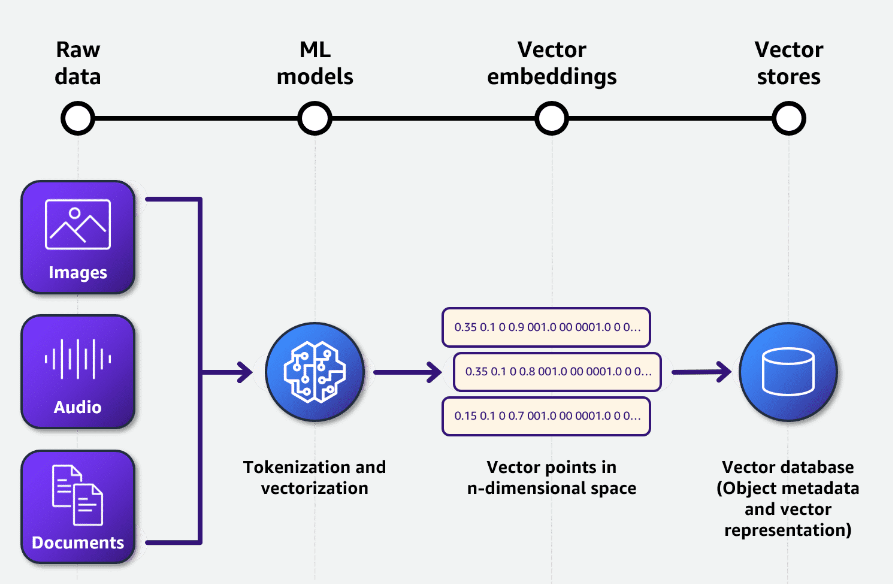 Raw
data
ML
models
Vector
embeddings
Vector
stores
Images
Audio
Documents
Tokenization and
vectorization
0.35 0.1 0 0.9 001.0 00 0001.0 0 0...
0.35 0.1 0 0.8 001.0 00 0001.0 0 0...
0.15 0.1 0 0.7 001.0 00 0001.0 0 0...
Vector points in
n-dimensional space
Vector database
(Object metadata
and vector
representation)